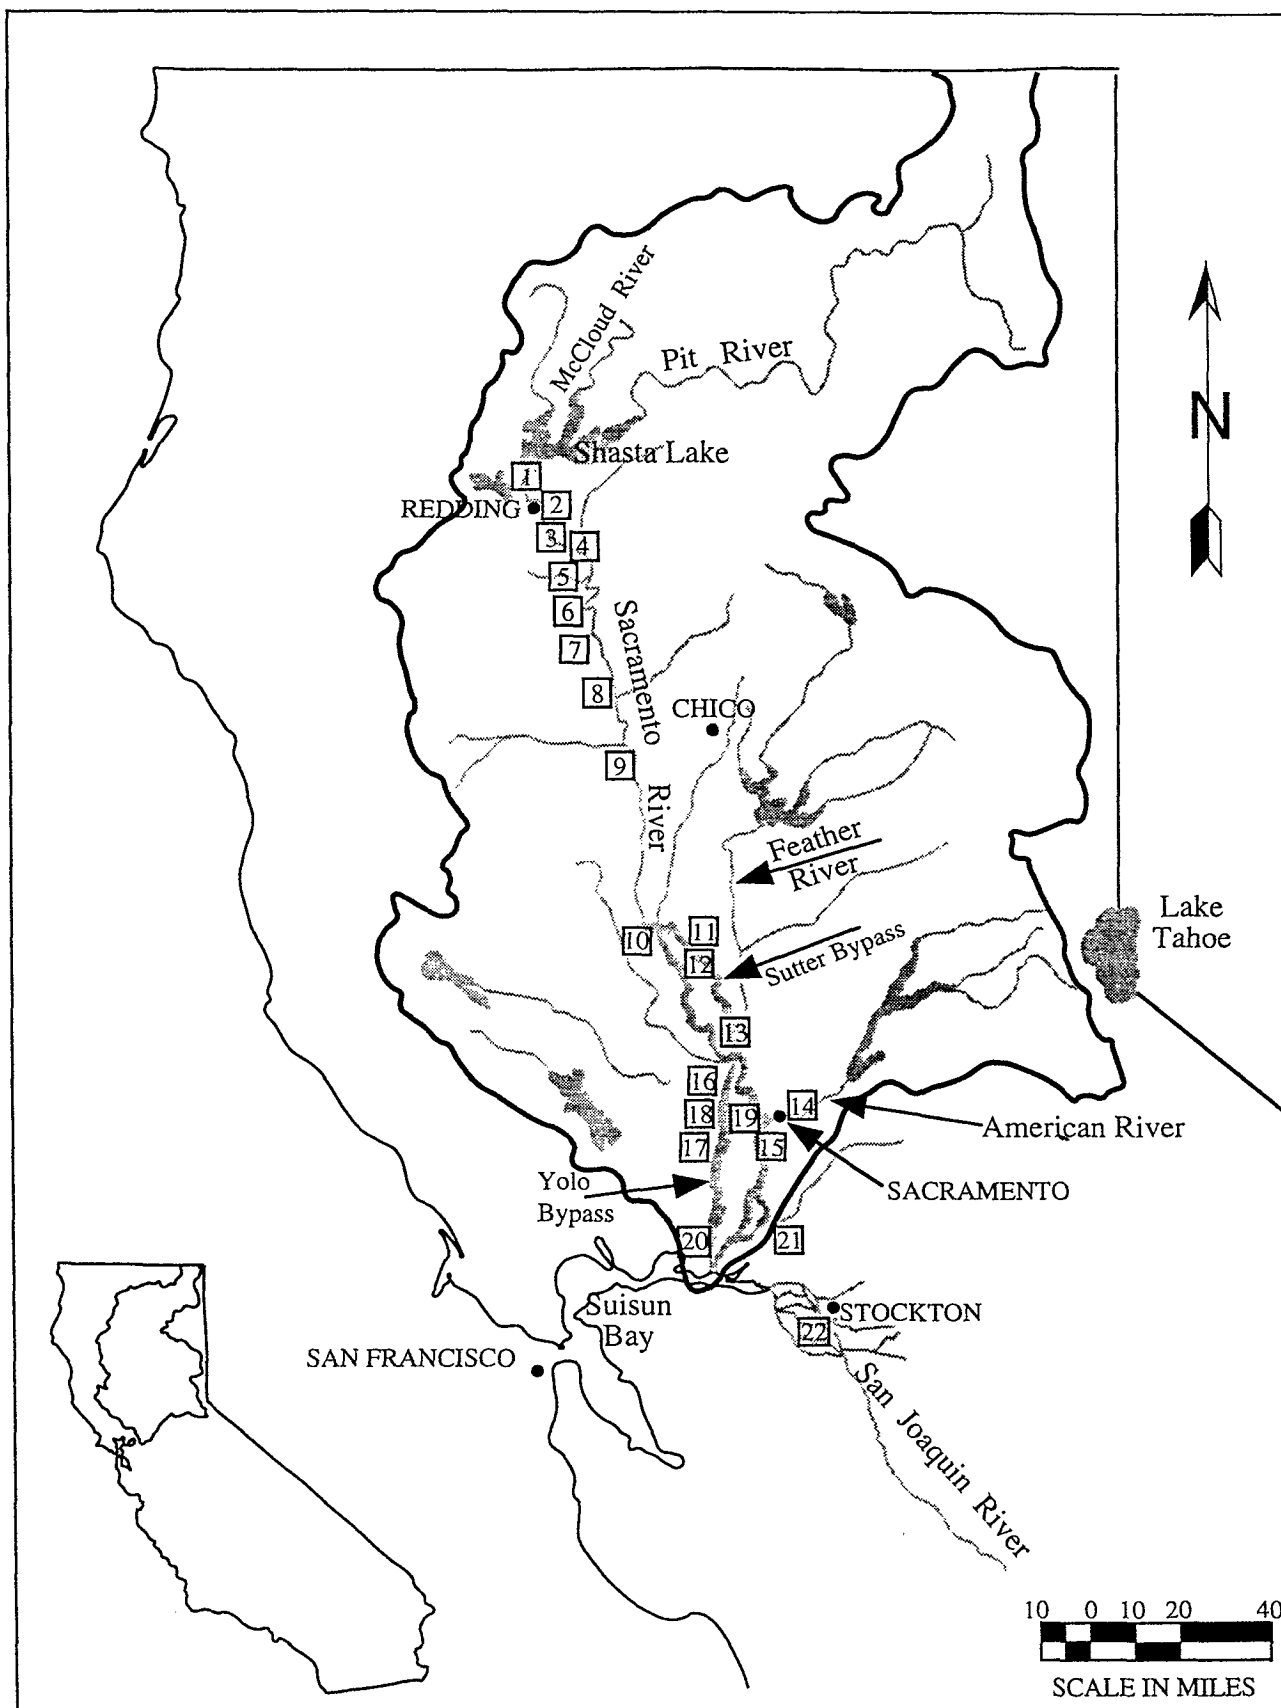 McCloud River
Pit River
N
Shasta Lake
1
REDDING
2
3
4
5
6
Sacramento
7
8
CHICO
9
River
Feather
River
Lake
Tahoe
10
11
12
Sutter Bypass
13
16
14
18
19
American River
17
15
Yolo
Bypass
SACRAMENTO
20
21
Suisun
Bay
STOCKTON
22
SAN FRANCISCO
San Joaquin River
10 0 10 20 40
SCALE IN MILES